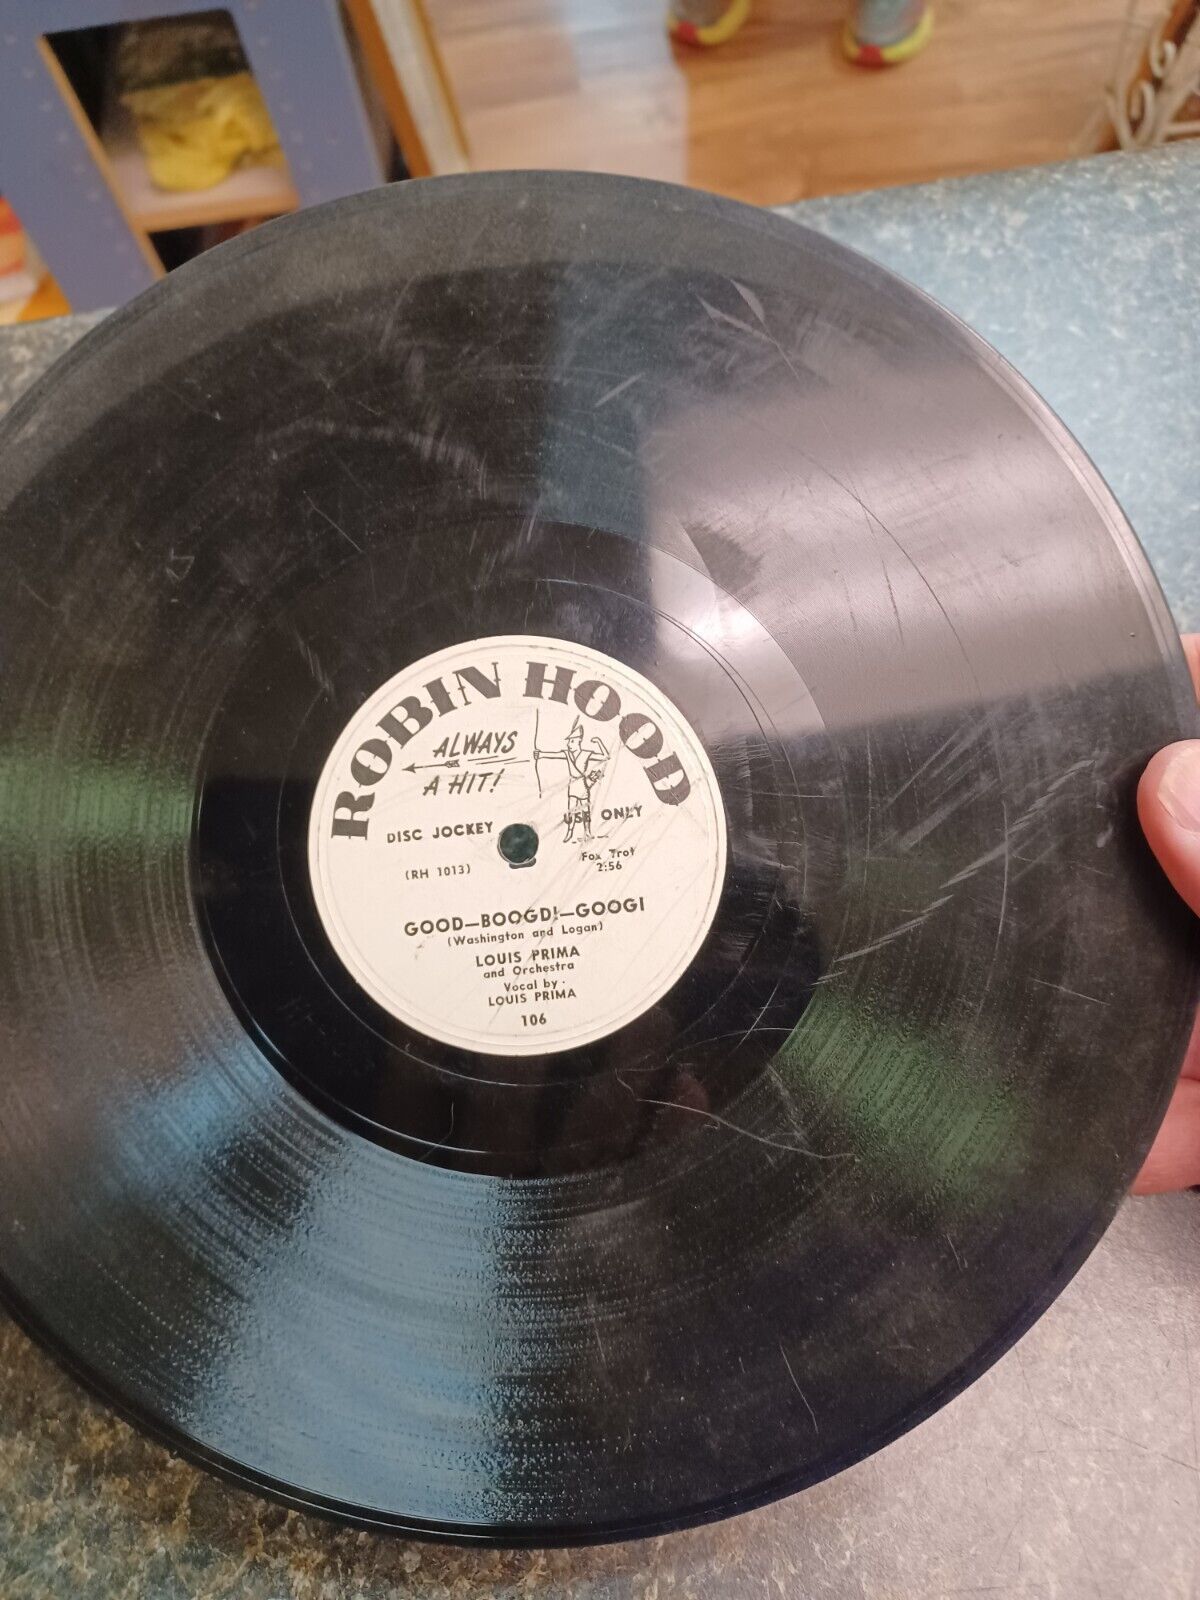 ROBIN HOOD
ALWAYS
A HIT!
DISC JOCKEY USE ONLY
(RH 1013)
Fox Trot
2:56
GOOD—BOOGDI—GOOGI
(Washington and Logan)
LOUIS PRIMA
and Orchestra
Vocal by
LOUIS PRIMA
106